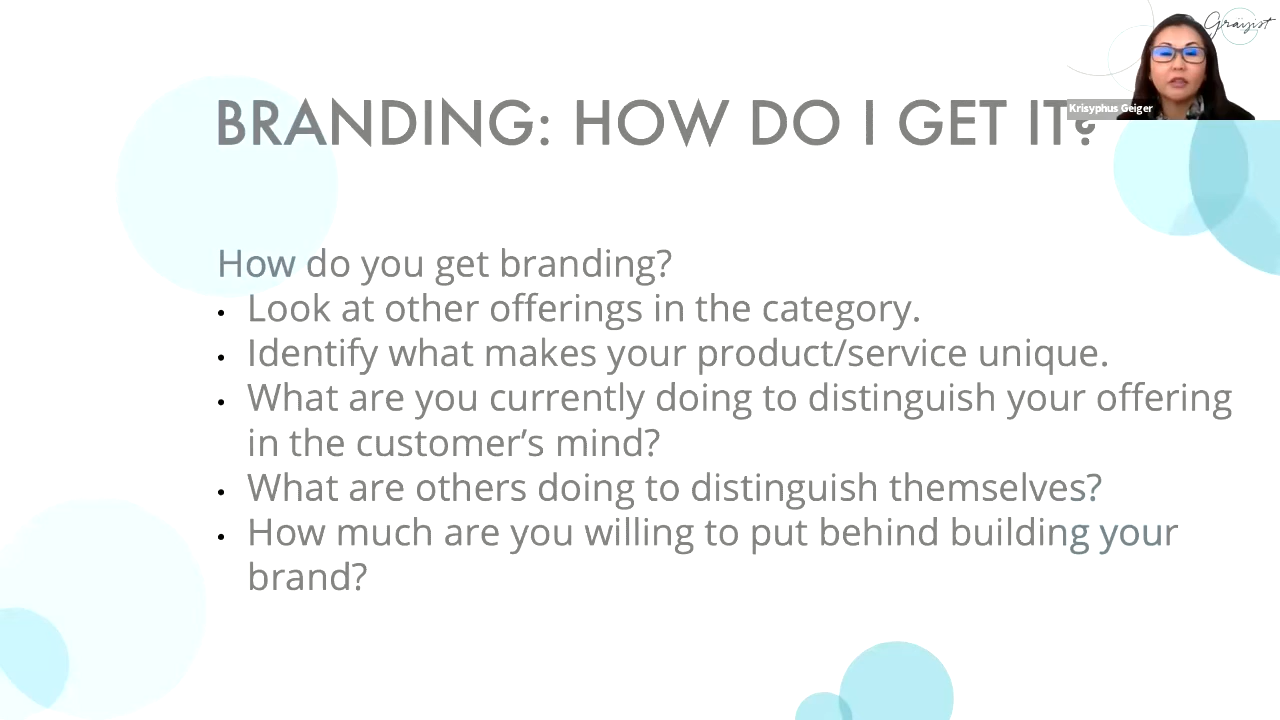 Gräyist
BRANDING: HOW DO I GET IT?
Krisyphus Geiger
How do you get branding?
• Look at other offerings in the category.
• Identify what makes your product/service unique.
• What are you currently doing to distinguish your offering
in the customer’s mind?
• What are others doing to distinguish themselves?
• How much are you willing to put behind building your
brand?